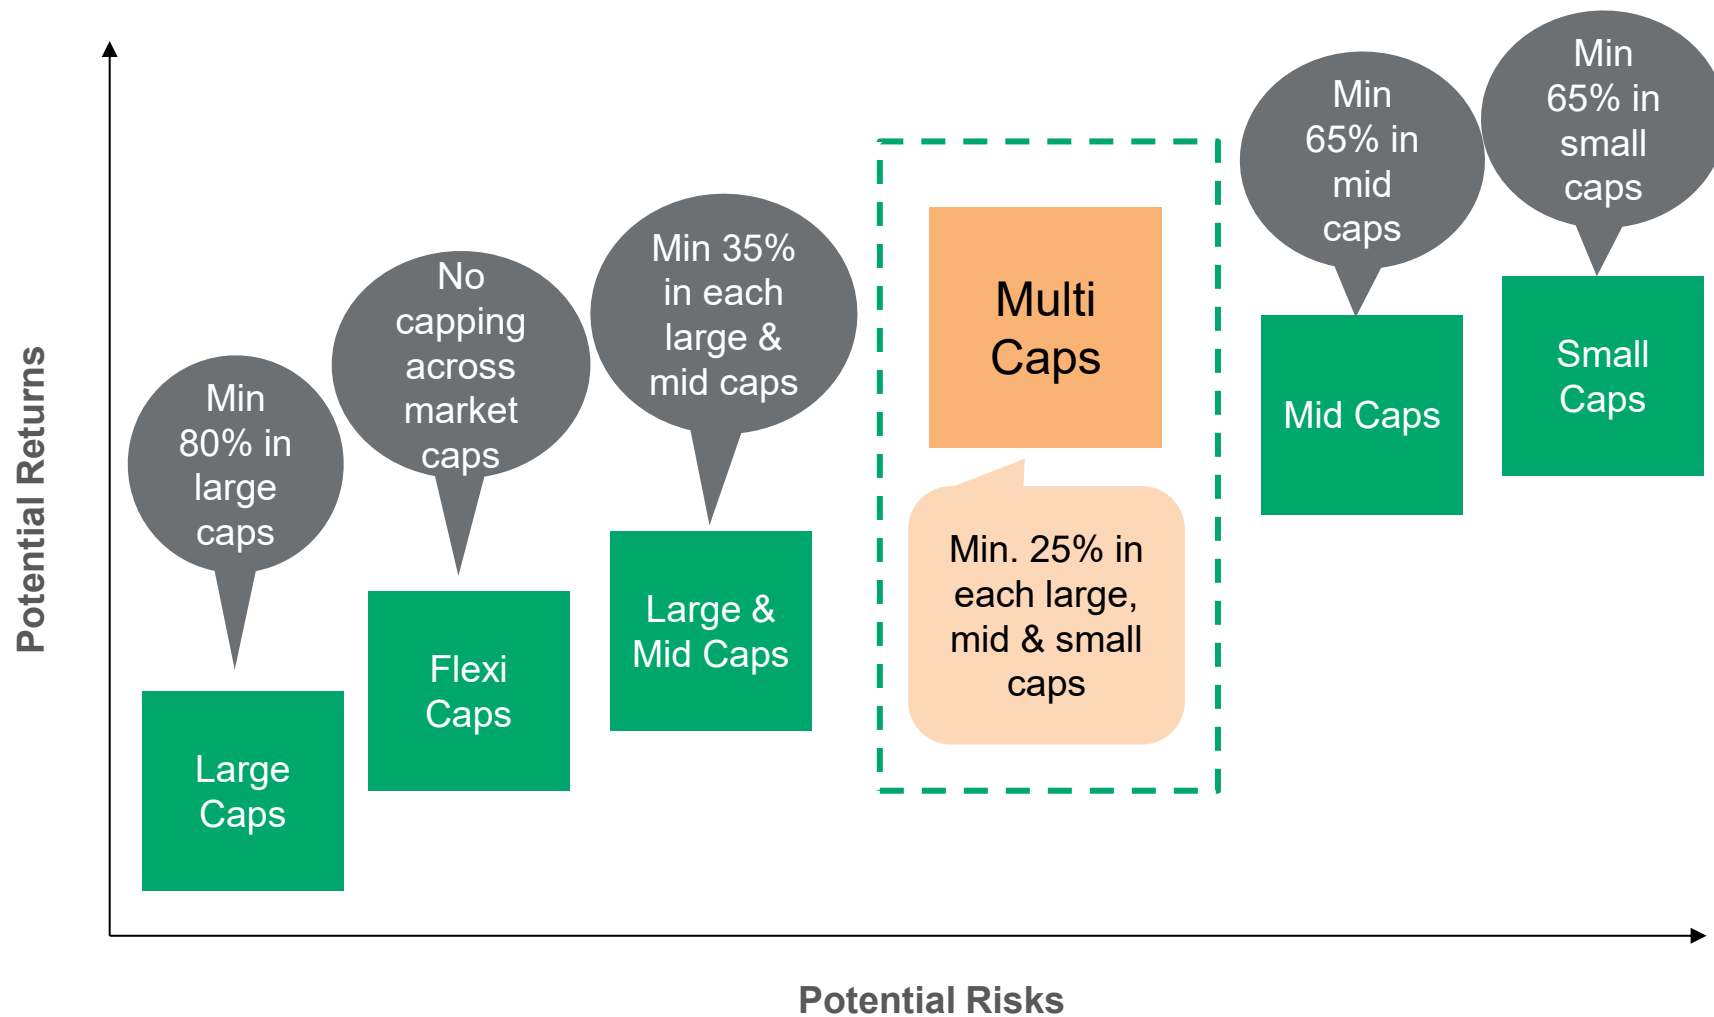 Potential Returns
Min
80% in
large
caps
Large
Caps
No
capping
across
market
caps
Flexi
Caps
Min 35%
in each
large &
mid caps
Large &
Mid Caps
Multi
Caps
Min. 25% in
each large,
mid & small
caps
Min
65% in
mid
caps
Mid Caps
Min
65% in
small
caps
Small
Caps
Potential Risks